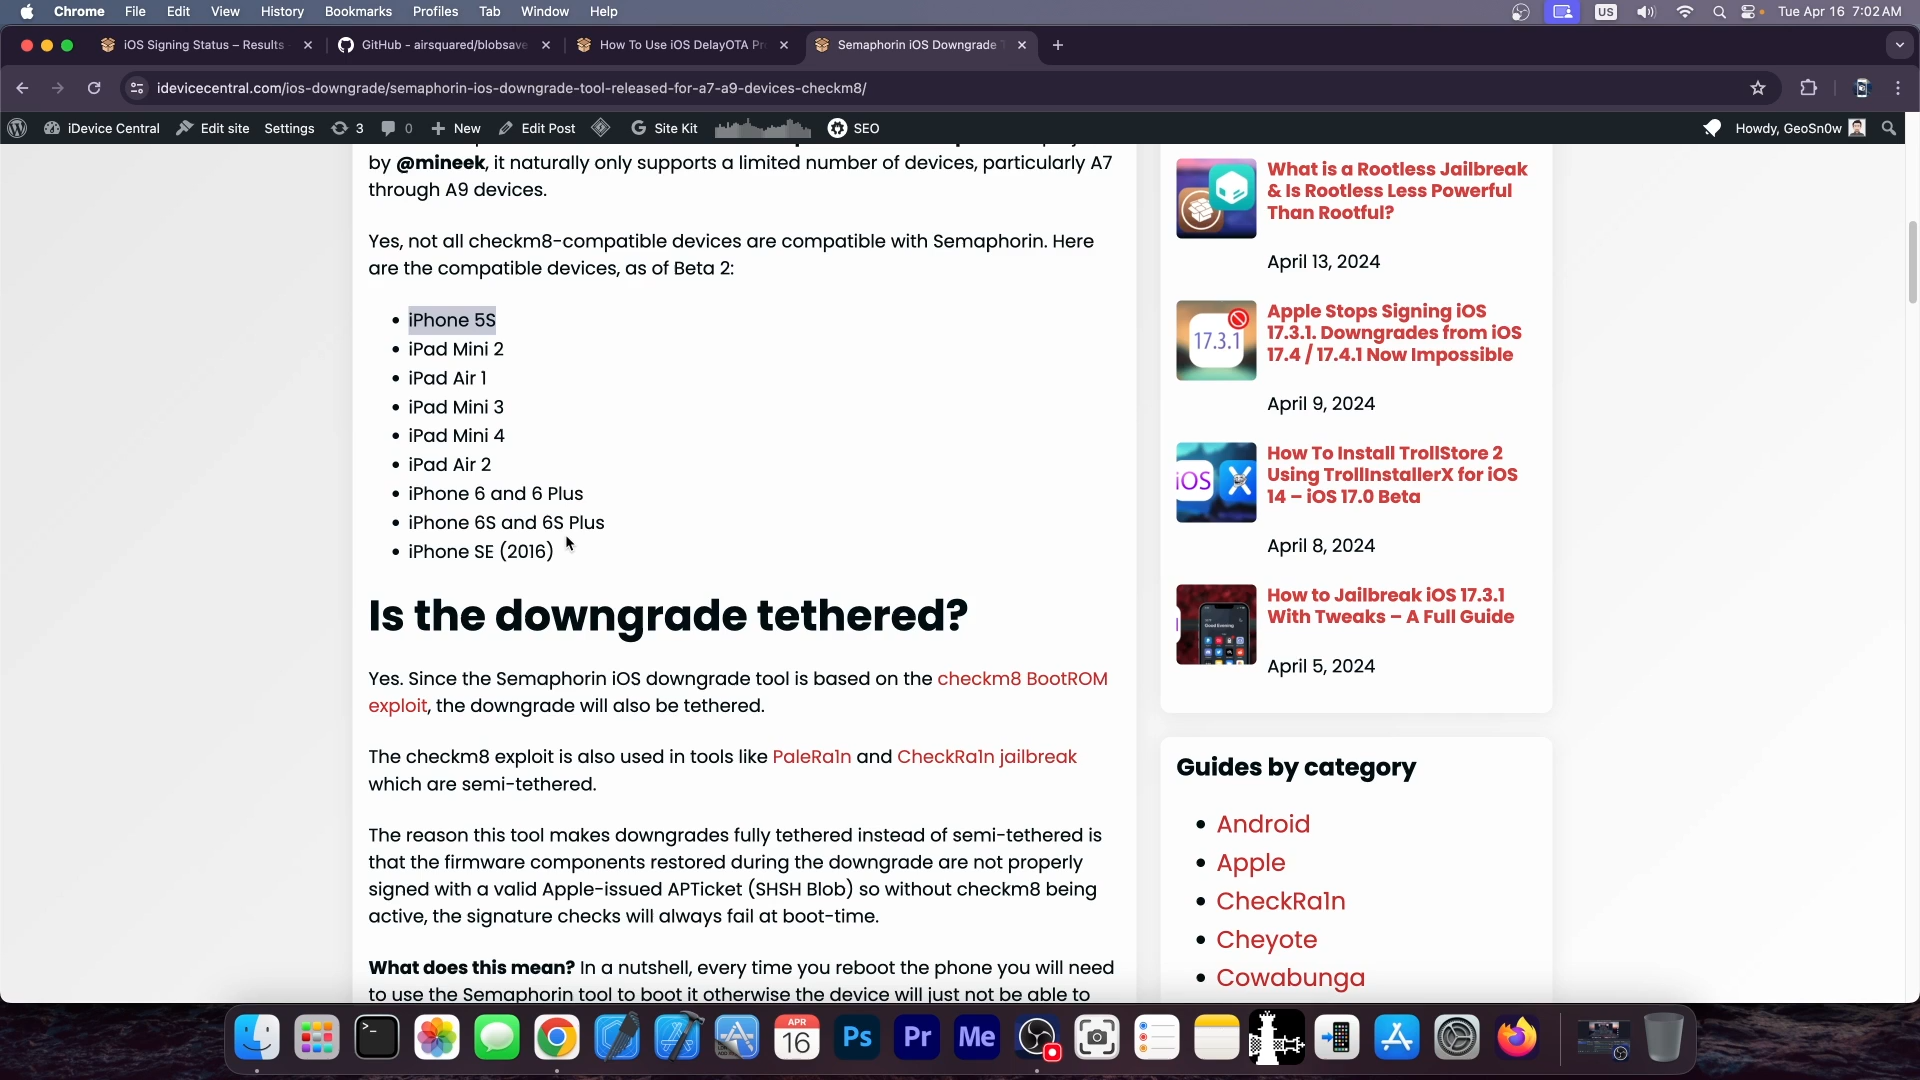 Chrome File Edit View History Bookmarks Profiles Tab Window Help US Tue Apr 16 7:02 AM
iOS Signing Status – Results GitHub - airsquared/blobsave How To Use iOS DelayOTA Pr Semaphorin iOS Downgrade
idevicecentral.com/ios-downgrade/semaphorin-ios-downgrade-tool-released-for-a7-a9-devices-checkm8/
iDevice Central Edit site Settings 3 0 New Edit Post Site Kit SEO Howdy, GeoSn0w
by @mineek, it naturally only supports a limited number of devices, particularly A7
through A9 devices.
Yes, not all checkm8-compatible devices are compatible with Semaphorin. Here
are the compatible devices, as of Beta 2:
• iPhone 5S
• iPad Mini 2
• iPad Air 1
• iPad Mini 3
• iPad Mini 4
• iPad Air 2
• iPhone 6 and 6 Plus
• iPhone 6S and 6S Plus
• iPhone SE (2016)
Is the downgrade tethered?
Yes. Since the Semaphorin iOS downgrade tool is based on the checkm8 BootROM
exploit, the downgrade will also be tethered.
The checkm8 exploit is also used in tools like PaleRa1n and CheckRa1n jailbreak
which are semi-tethered.
The reason this tool makes downgrades fully tethered instead of semi-tethered is
that the firmware components restored during the downgrade are not properly
signed with a valid Apple-issued APTicket (SHSH Blob) so without checkm8 being
active, the signature checks will always fail at boot-time.
What does this mean? In a nutshell, every time you reboot the phone you will need
to use the Semaphorin tool to boot it otherwise the device will just not be able to
What is a Rootless Jailbreak
& Is Rootless Less Powerful
Than Rootful?
April 13, 2024
17.3.1
Apple Stops Signing iOS
17.3.1. Downgrades from iOS
17.4 / 17.4.1 Now Impossible
April 9, 2024
iOS
How To Install TrollStore 2
Using TrollInstallerX for iOS
14 – iOS 17.0 Beta
April 8, 2024
How to Jailbreak iOS 17.3.1
With Tweaks – A Full Guide
April 5, 2024
Guides by category
• Android
• Apple
• CheckRa1n
• Cheyote
• Cowabunga
APR
16 Ps Pr Me